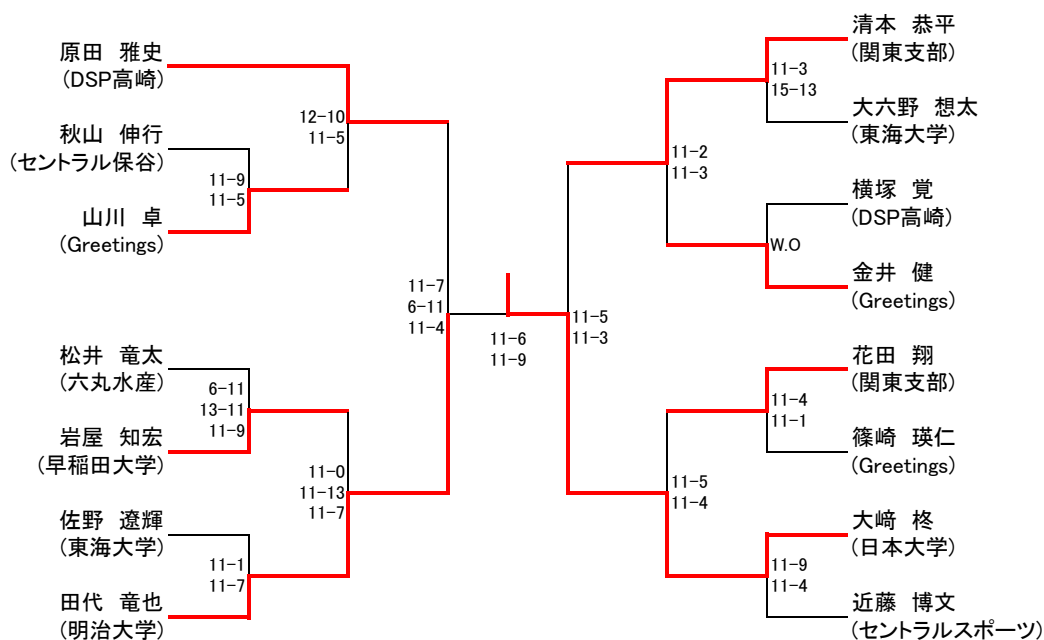 原田　雅史
(DSP高崎)
秋山　伸行
(セントラル保谷)
山川　卓
(Greetings)
11-9
11-5
12-10
11-5
松井　竜太
(六丸水産)
岩屋　知宏
(早稲田大学)
6-11
13-11
11-9
佐野　遼輝
(東海大学)
田代　竜也
(明治大学)
11-1
11-7
11-0
11-13
11-7
11-7
6-11
11-4
11-6
11-9
清本　恭平
(関東支部)
大六野　想太
(東海大学)
11-3
15-13
横塚　覚
(DSP高崎)
金井　健
(Greetings)
W.O
11-2
11-3
花田　翔
(関東支部)
篠崎　瑛仁
(Greetings)
11-4
11-1
大﨑　柊
(日本大学)
近藤　博文
(セントラルスポーツ)
11-9
11-4
11-5
11-4
11-5
11-3